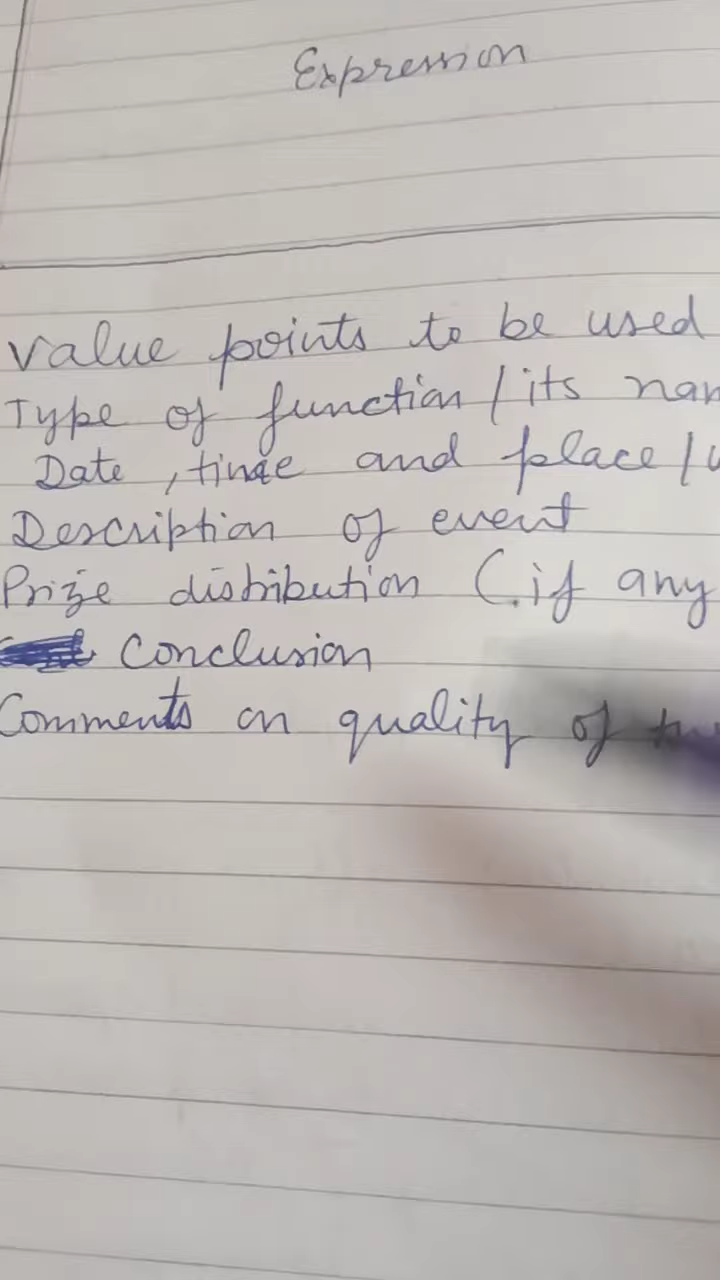 Expression
Value points to be used
Type of function / its
Date, time and place /
Description of event
Prize distribution (if any
Conclusion
Comments on quality of